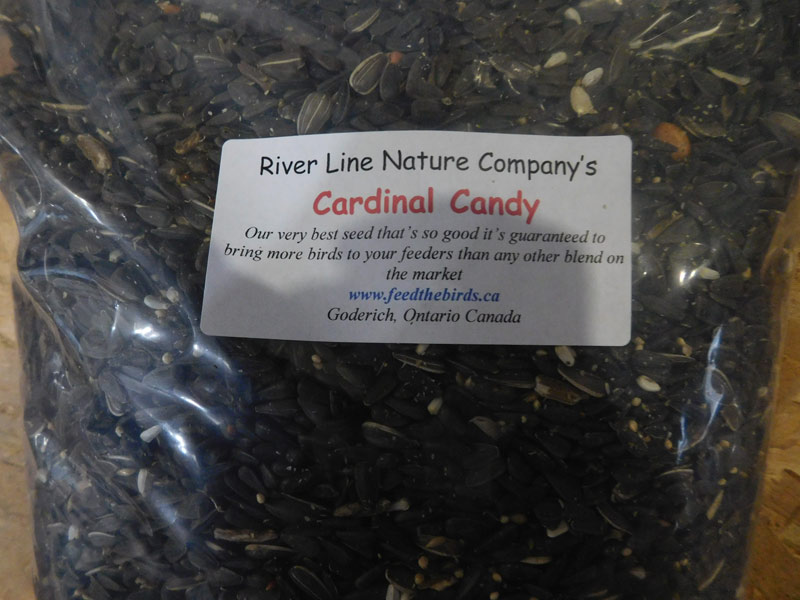 River Line Nature Company's
Cardinal Candy
Our very best seed that's so good it's guaranteed to
bring more birds to your feeders than any other blend on
the market
www.feedthebirds.ca
Goderich, Ontario Canada